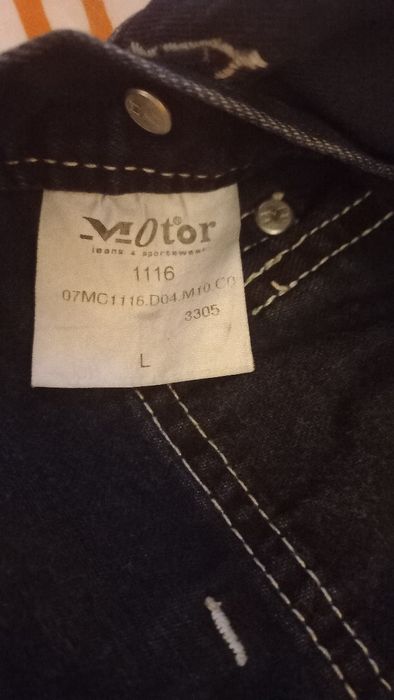 Motor
jeans & sportswear
1116
07MC1116.D04.M10.C0
3305
L